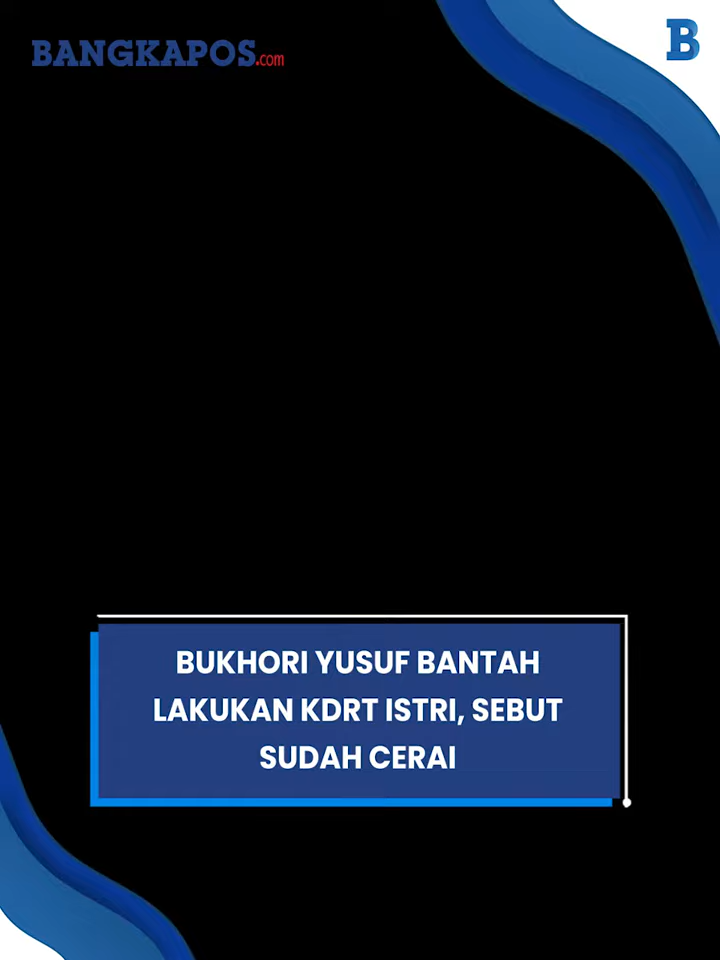 BANGKAPOS.com
B
BUKHORI YUSUF BANTAH
LAKUKAN KDRT ISTRI, SEBUT
SUDAH CERAI